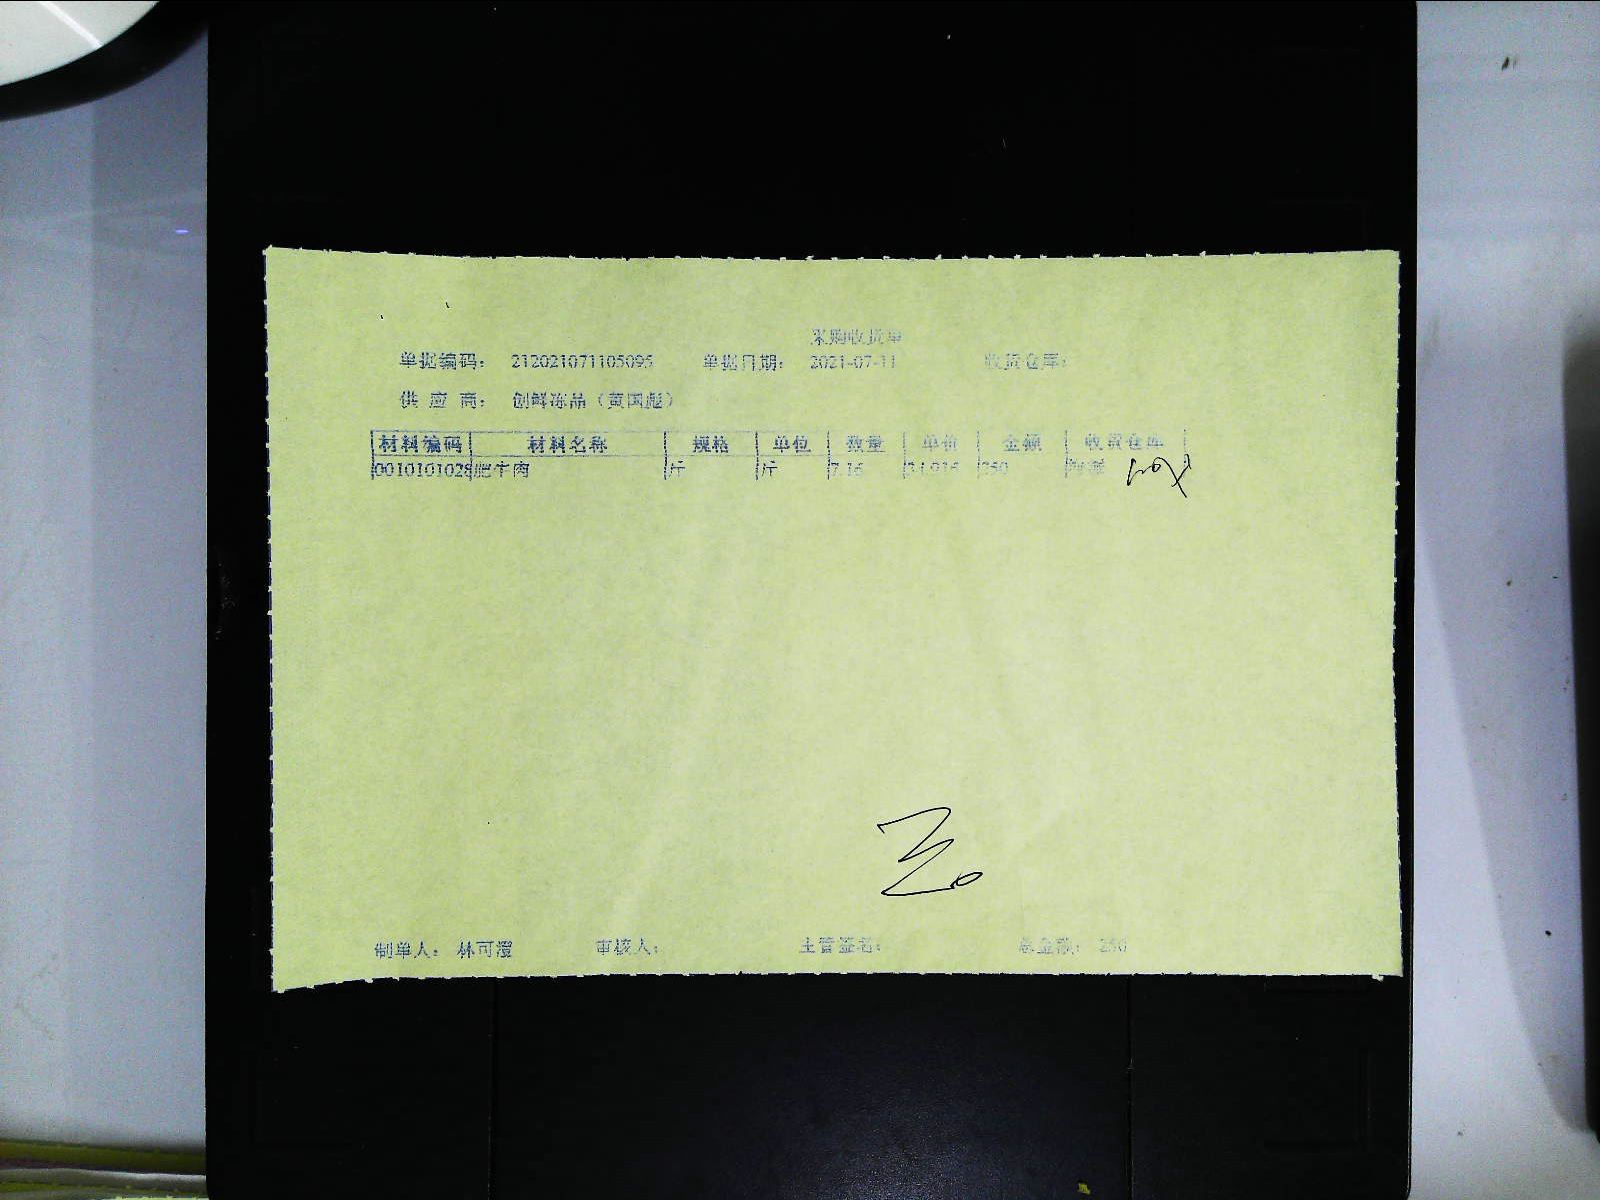 采购收货单
单据编码： 212021071105095 单据日期： 2021-07-11 收货仓库：
供 应 商： 创鲜冻品（黄国彪）
材料编码 材料名称 规格 单位 数量 单价 金额 收货仓库
0010101028 肥牛肉 斤 斤 7.16 34.916 250
制单人： 林可滢 审核人： 主管签名： 总金额： 250